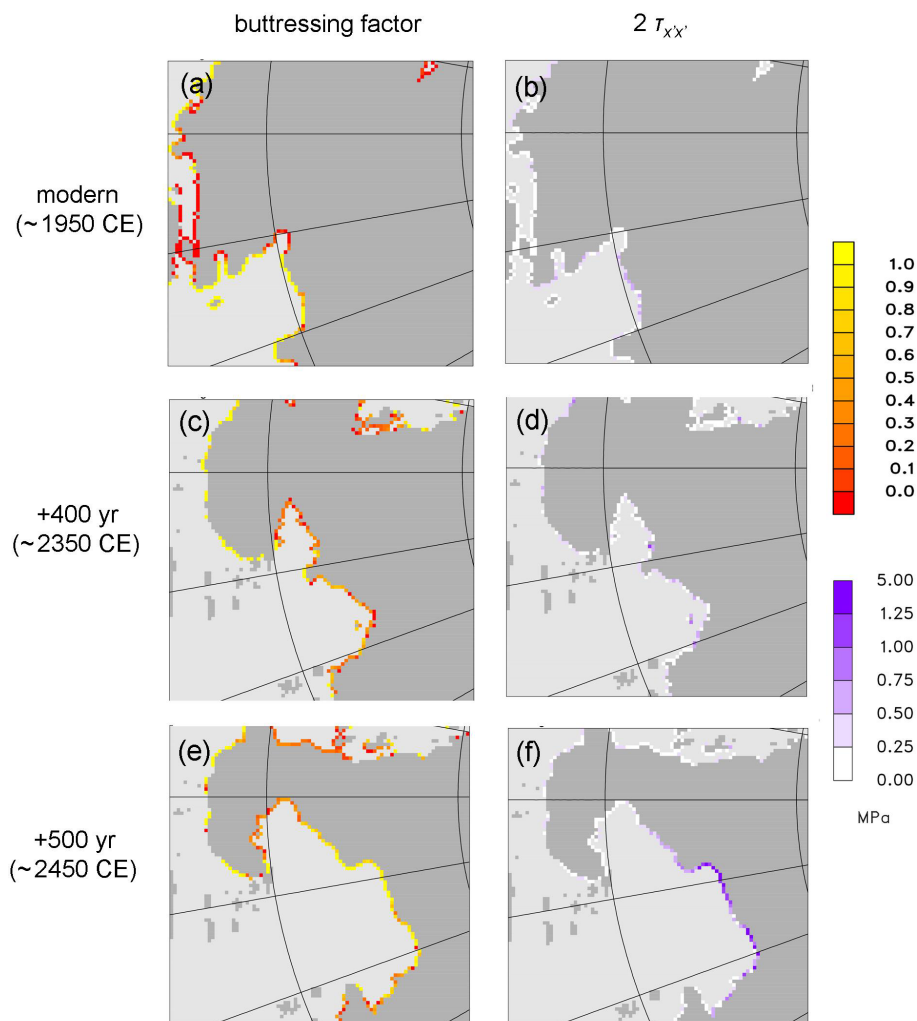 buttressing factor
2 τx'x'
(a)
(b)
modern
(~1950 CE)
1.0
0.9
0.8
0.7
0.6
0.5
0.4
0.3
0.2
0.1
0.0
(c)
(d)
+400 yr
(~2350 CE)
5.00
1.25
1.00
0.75
0.50
0.25
0.00
MPa
(e)
(f)
+500 yr
(~2450 CE)